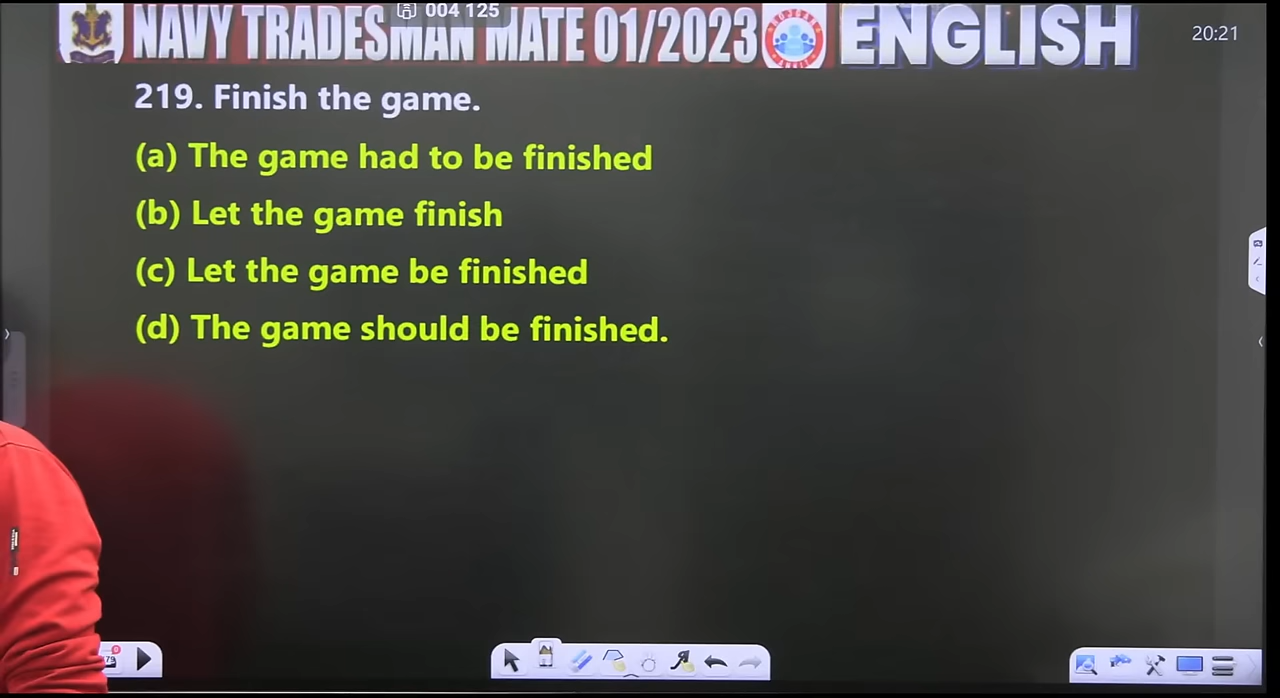 004 125
NAVY TRADESMAN MATE 01/2023 ENGLISH
20:21
219. Finish the game.
(a) The game had to be finished
(b) Let the game finish
(c) Let the game be finished
(d) The game should be finished.